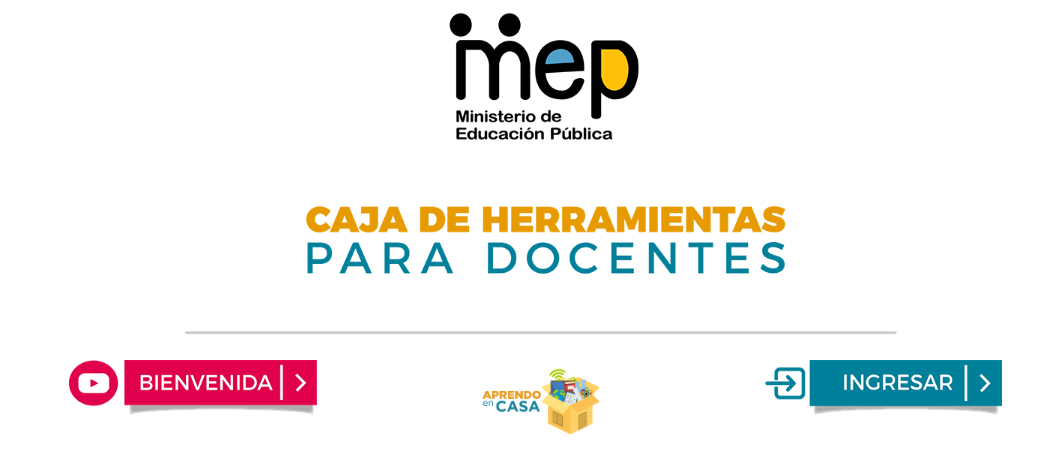 mep
Ministerio de
Educación Pública
CAJA DE HERRAMIENTAS
PARA DOCENTES
BIENVENIDA
APRENDO
en CASA
INGRESAR